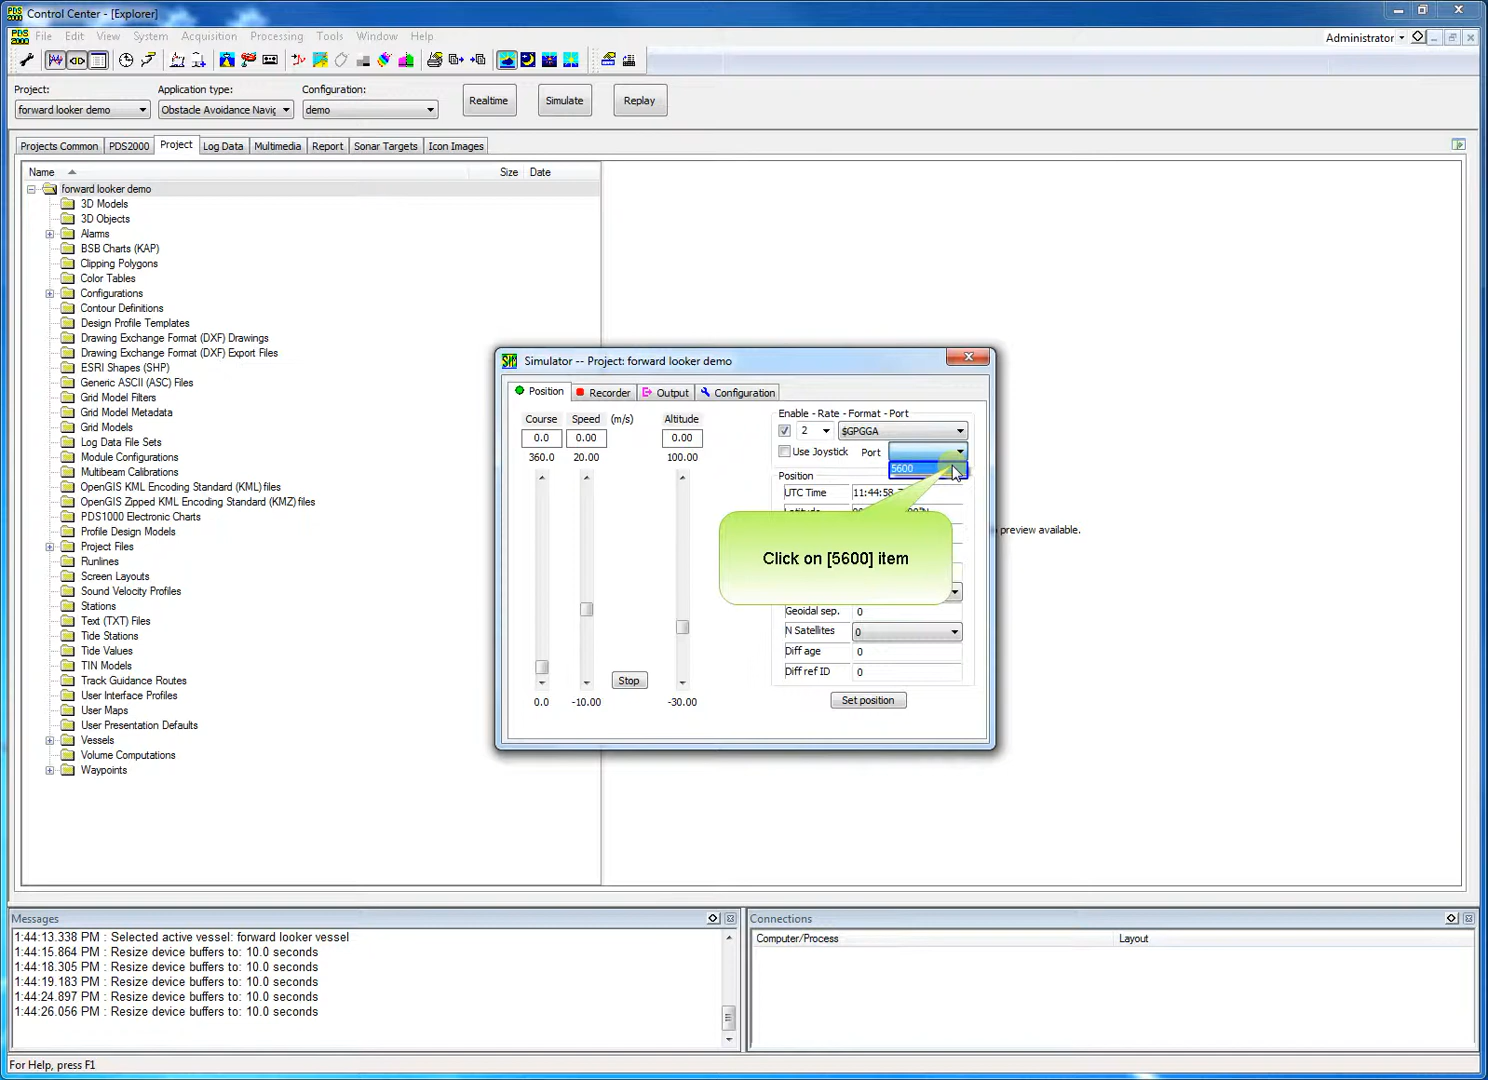 Control Center - [Explorer]
File Edit View System Acquisition Processing Tools Window Help
Administrator
Project: Application type: Configuration:
forward looker demo Obstacle Avoidance Navig demo Realtime Simulate Replay
Projects Common PDS2000 Project Log Data Multimedia Report Sonar Targets Icon Images
Name Size Date
forward looker demo
3D Models
3D Objects
Alarms
BSB Charts (KAP)
Clipping Polygons
Color Tables
Configurations
Contour Definitions
Design Profile Templates
Drawing Exchange Format (DXF) Drawings
Drawing Exchange Format (DXF) Export Files
ESRI Shapes (SHP)
Generic ASCII (ASC) Files
Grid Model Filters
Grid Model Metadata
Grid Models
Log Data File Sets
Module Configurations
Multibeam Calibrations
OpenGIS KML Encoding Standard (KML) files
OpenGIS Zipped KML Encoding Standard (KMZ) files
PDS1000 Electronic Charts
Profile Design Models
Project Files
Runlines
Screen Layouts
Sound Velocity Profiles
Stations
Text (TXT) Files
Tide Stations
Tide Values
TIN Models
Track Guidance Routes
User Interface Profiles
User Maps
User Presentation Defaults
Vessels
Volume Computations
Waypoints
Simulator -- Project: forward looker demo
Position Recorder Output Configuration
Course Speed (m/s) Altitude
0.0 0.00 0.00
360.0 20.00 100.00
Stop
0.0 -10.00 -30.00
Enable - Rate - Format - Port
2 $GPGGA
Use Joystick Port
5600
Position
UTC Time 11:44:58
Latitude
Click on [5600] item
Geoidal sep. 0
N Satellites 0
Diff age 0
Diff ref ID 0
Set position
preview available.
Messages
1:44:13.338 PM : Selected active vessel: forward looker vessel
1:44:15.864 PM : Resize device buffers to: 10.0 seconds
1:44:18.305 PM : Resize device buffers to: 10.0 seconds
1:44:19.183 PM : Resize device buffers to: 10.0 seconds
1:44:24.897 PM : Resize device buffers to: 10.0 seconds
1:44:26.056 PM : Resize device buffers to: 10.0 seconds
Connections
Computer/Process Layout
For Help, press F1